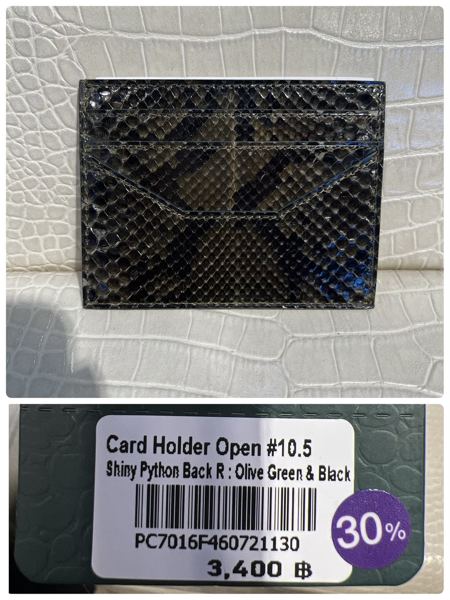 Card Holder Open #10.5
Shiny Python Back R : Olive Green & Black
PC7016F460721130
3,400 ฿
30%